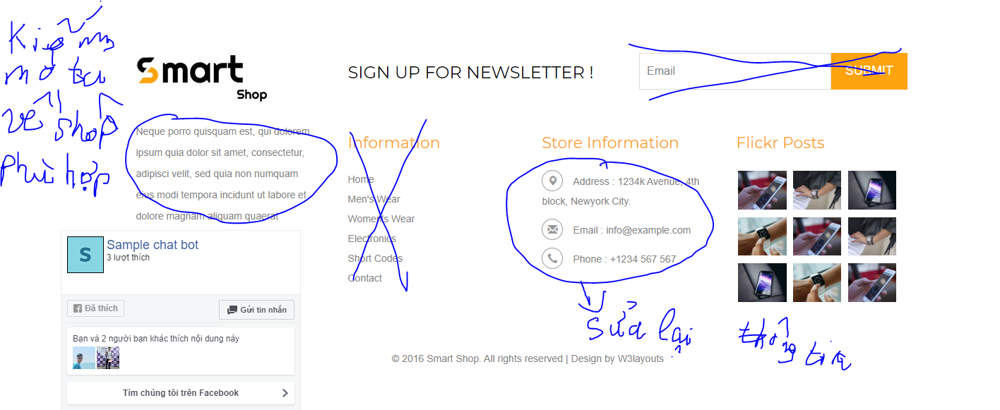 Kiếm
mô tả
về shop
phù hợp
Smart
Shop
SIGN UP FOR NEWSLETTER !
Email
SUBMIT
Neque porro quisquam est, qui dolorem
ipsum quia dolor sit amet, consectetur,
adipisci velit, sed quia non numquam
eius modi tempora incidunt ut labore et
dolore magnam aliquam quaerat
Sample chat bot
3 lượt thích
S
Đã thích
Gửi tin nhắn
Bạn và 2 người bạn khác thích nội dung này
Tìm chúng tôi trên Facebook
Information
Home
Men's Wear
Women's Wear
Electronics
Short Codes
Contact
Store Information
Address : 1234k Avenue, 4th
block, Newyork City.
Email : info@example.com
Phone : +1234 567 567
sửa lại
thông tin
Flickr Posts
© 2016 Smart Shop. All rights reserved | Design by W3layouts